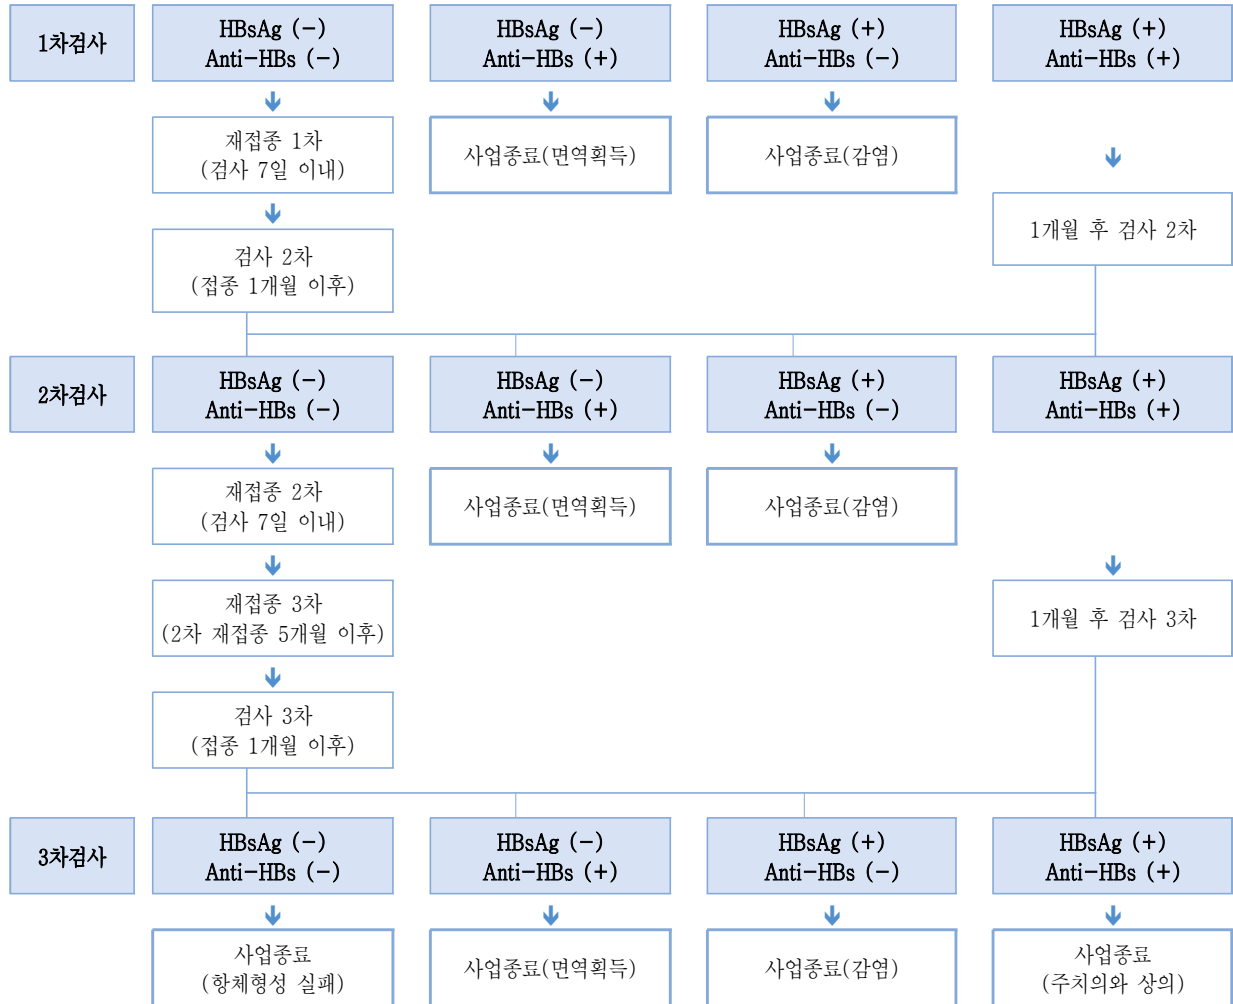 1차검사
HBsAg (-)
Anti-HBs (-)
HBsAg (-)
Anti-HBs (+)
HBsAg (+)
Anti-HBs (-)
HBsAg (+)
Anti-HBs (+)
재접종 1차
(검사 7일 이내)
사업종료(면역획득)
사업종료(감염)
1개월 후 검사 2차
검사 2차
(접종 1개월 이후)
2차검사
HBsAg (-)
Anti-HBs (-)
HBsAg (-)
Anti-HBs (+)
HBsAg (+)
Anti-HBs (-)
HBsAg (+)
Anti-HBs (+)
재접종 2차
(검사 7일 이내)
사업종료(면역획득)
사업종료(감염)
재접종 3차
(2차 재접종 5개월 이후)
1개월 후 검사 3차
검사 3차
(접종 1개월 이후)
3차검사
HBsAg (-)
Anti-HBs (-)
HBsAg (-)
Anti-HBs (+)
HBsAg (+)
Anti-HBs (-)
HBsAg (+)
Anti-HBs (+)
사업종료
(항체형성 실패)
사업종료(면역획득)
사업종료(감염)
사업종료
(주치의와 상의)